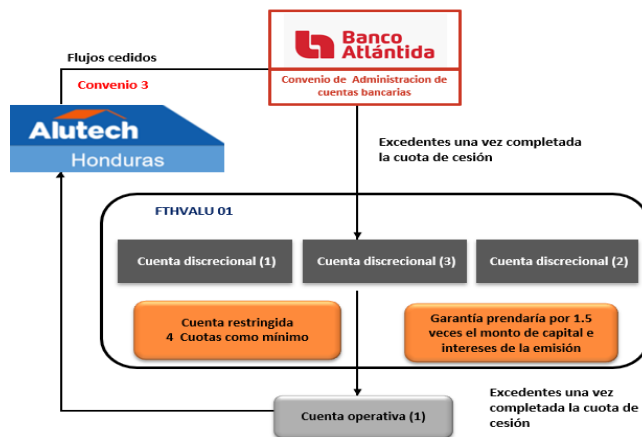 Banco
Atlántida
Flujos cedidos
Convenio 3
Convenio de Administracion de
cuentas bancarias
Alutech
Honduras
Excedentes una vez completada
la cuota de cesión
FTHVALU 01
Cuenta discrecional (1)
Cuenta discrecional (3)
Cuenta discrecional (2)
Cuenta restringida
4 Cuotas como mínimo
Garantía prendaría por 1.5
veces el monto de capital e
intereses de la emisión
Excedentes una vez
completada la cuota de
cesión
Cuenta operativa (1)